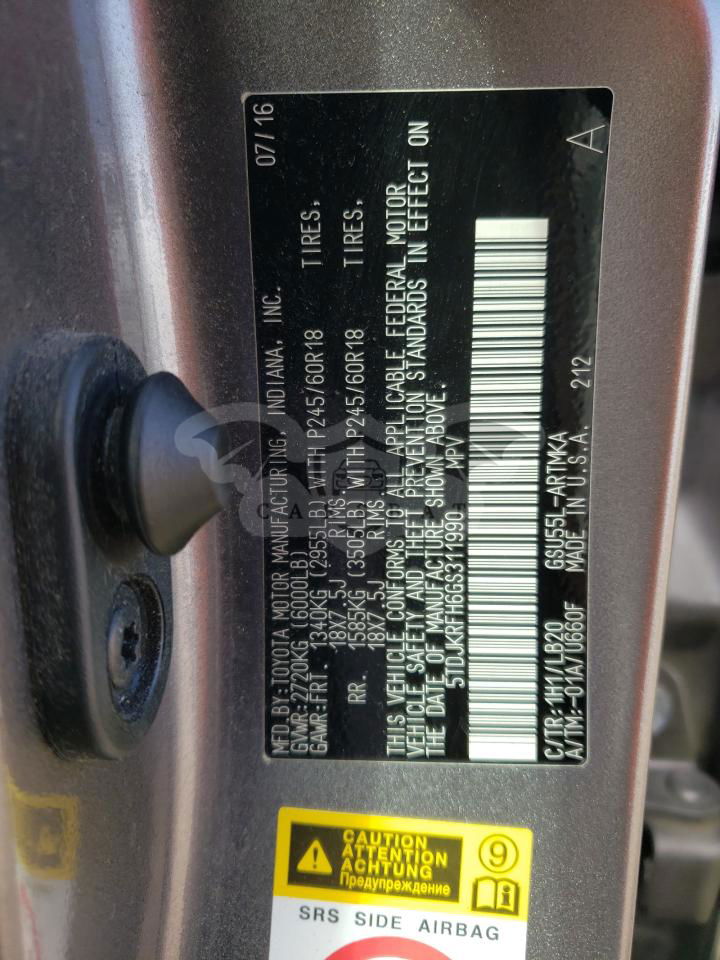 MFD.BY:TOYOTA MOTOR MANUFACTURING, INDIANA, INC. 07/16
GVWR:2720KG (6000LB)
GAWR:FRT. 1340KG (2955LB) WITH P245/60R18 TIRES,
18X7.5J RIMS.
RR. 1585KG (3505LB) WITH P245/60R18 TIRES,
18X7.5J RIMS.
THIS VEHICLE CONFORMS TO ALL APPLICABLE FEDERAL MOTOR
VEHICLE SAFETY AND THEFT PREVENTION STANDARDS IN EFFECT ON
THE DATE OF MANUFACTURE SHOWN ABOVE.
5TDJKRFH6GS311990 MPV
C/TR:1H1/LB20 GSU55L-ARTMKA
A/TM:-01A/U660F MADE IN U.S.A. 212 A
CAUTION
ATTENTION
ACHTUNG
Предупреждение
9
SRS SIDE AIRBAG